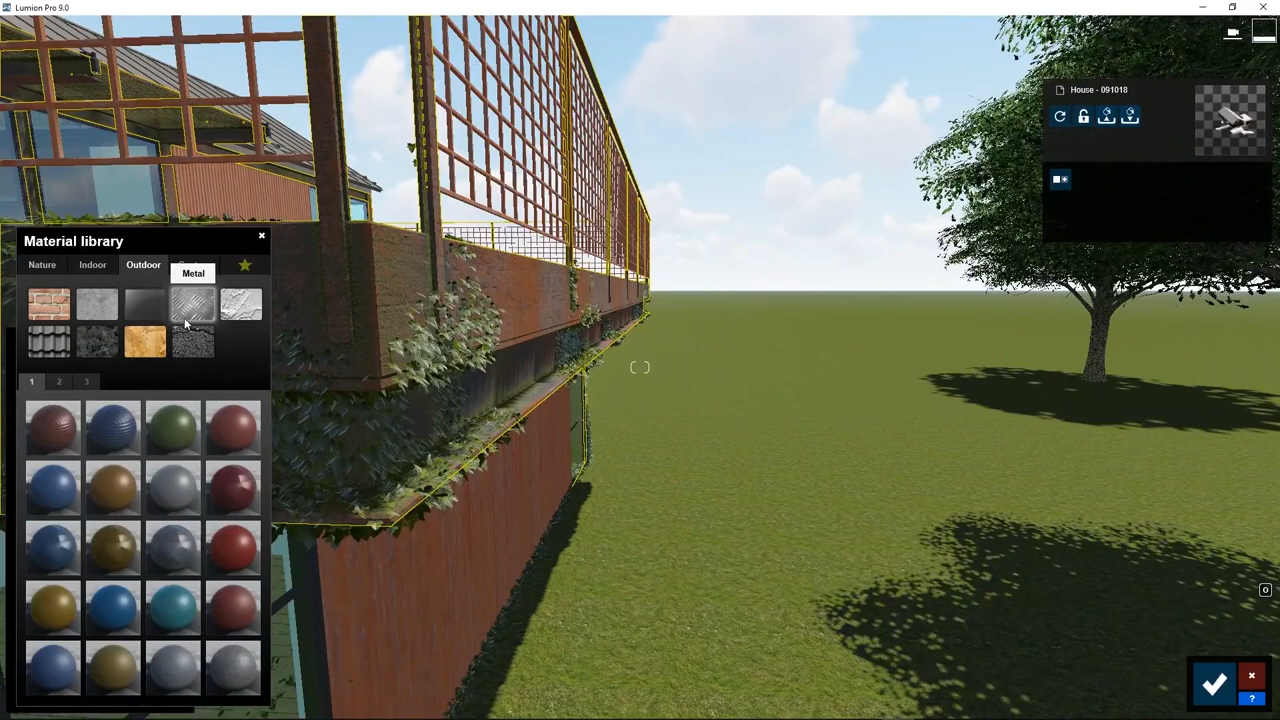 Lumion Pro 9.0
House - 091018
Material library
Nature Indoor Outdoor
Metal
1 2 3
O
?